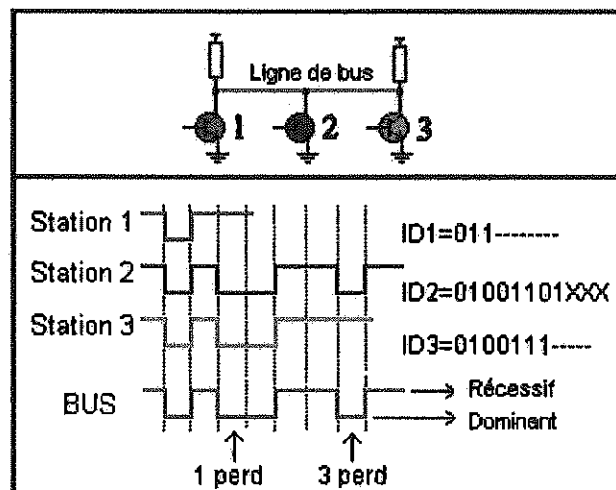 Ligne de bus
1 2 3
Station 1
ID1=011--------
Station 2
ID2=01001101XXX
Station 3
ID3=0100111-----
BUS
Récessif
Dominant
1 perd
3 perd